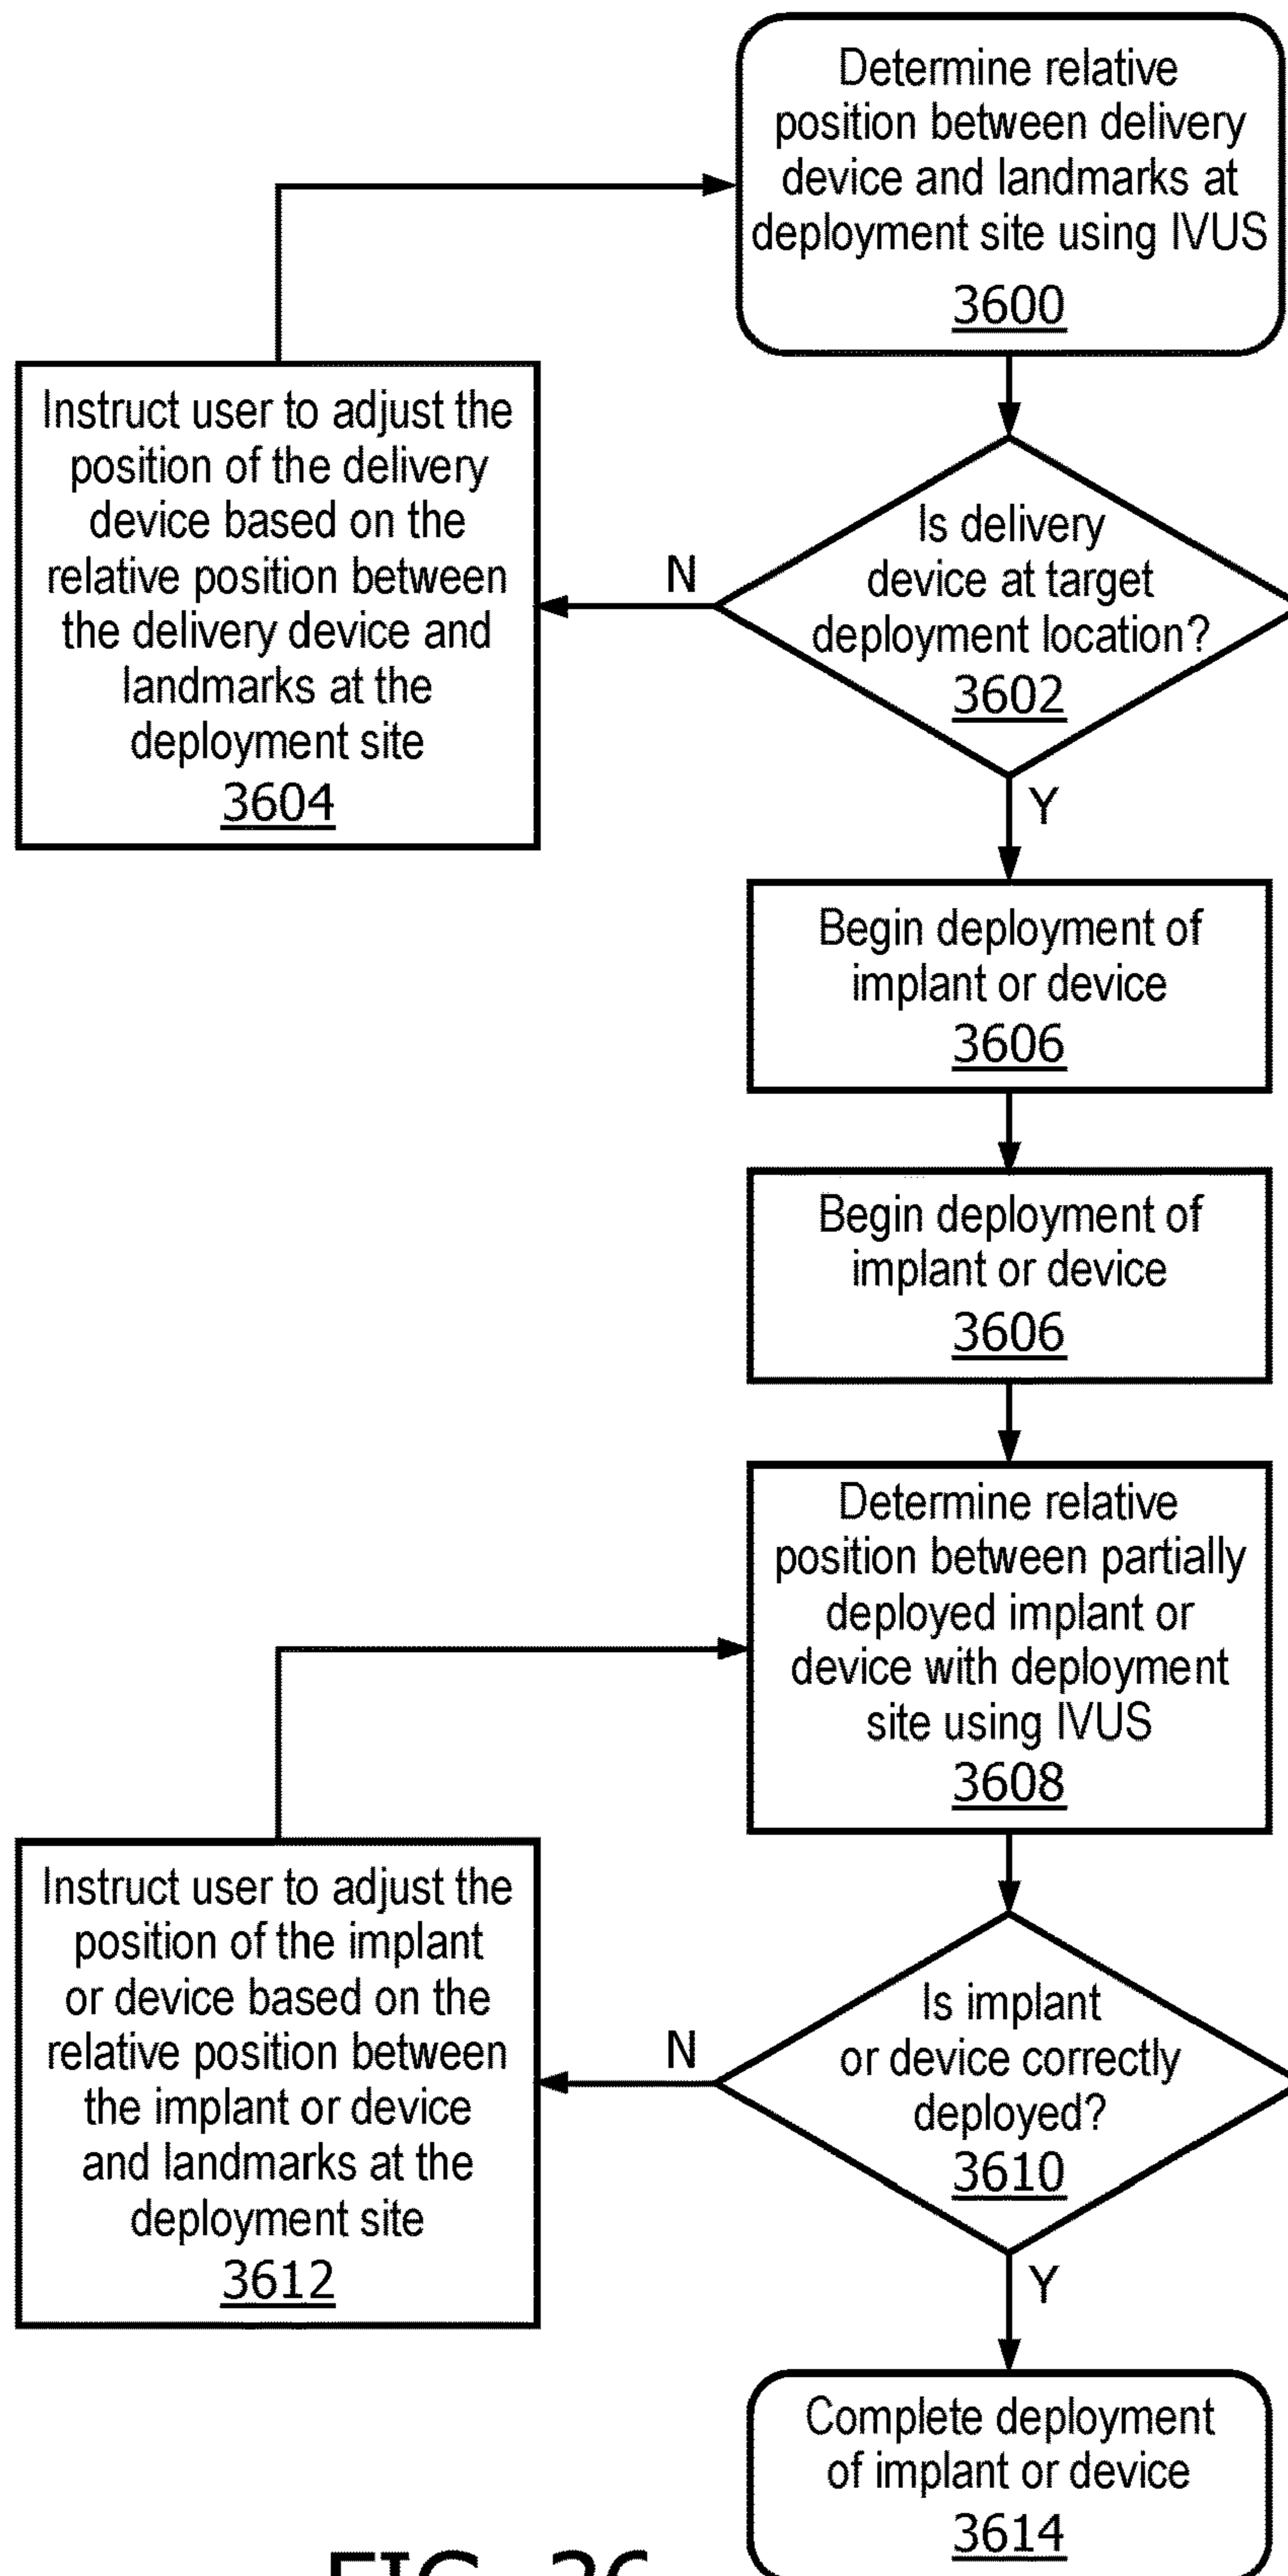 Determine relative
position between delivery
device and landmarks at
deployment site using IVUS
3600
Instruct user to adjust the
position of the delivery
device based on the
relative position between
the delivery device and
landmarks at the
deployment site
3604
N
Is delivery
device at target
deployment location?
3602
Y
Begin deployment of
implant or device
3606
Begin deployment of
implant or device
3606
Determine relative
position between partially
deployed implant or
device with deployment
site using IVUS
3608
Instruct user to adjust the
position of the implant
or device based on the
relative position between
the implant or device
and landmarks at the
deployment site
3612
N
Is implant
or device correctly
deployed?
3610
Y
Complete deployment
of implant or device
3614
FIG. 36